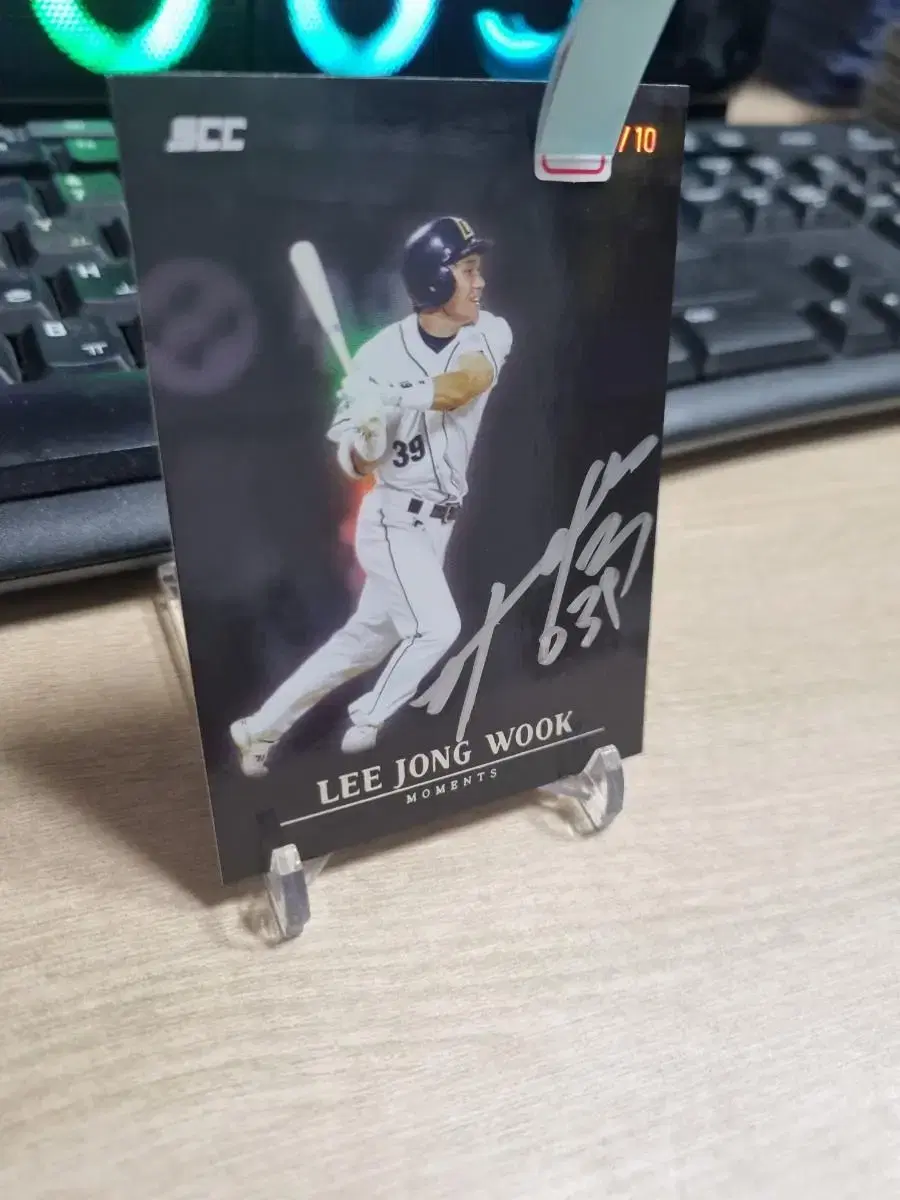 SCC
/10
39
LEE JONG WOOK
MOMENTS